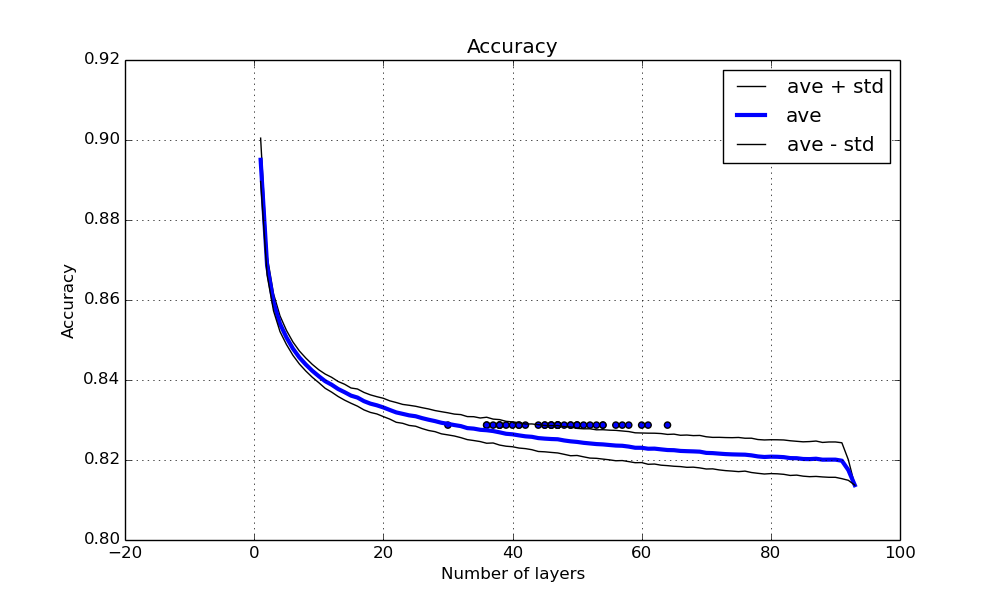 Accuracy
0.92
0.90
0.88
0.86
0.84
0.82
0.80
Accuracy
ave + std
ave
ave - std
−20
0
20
40
60
80
100
Number of layers